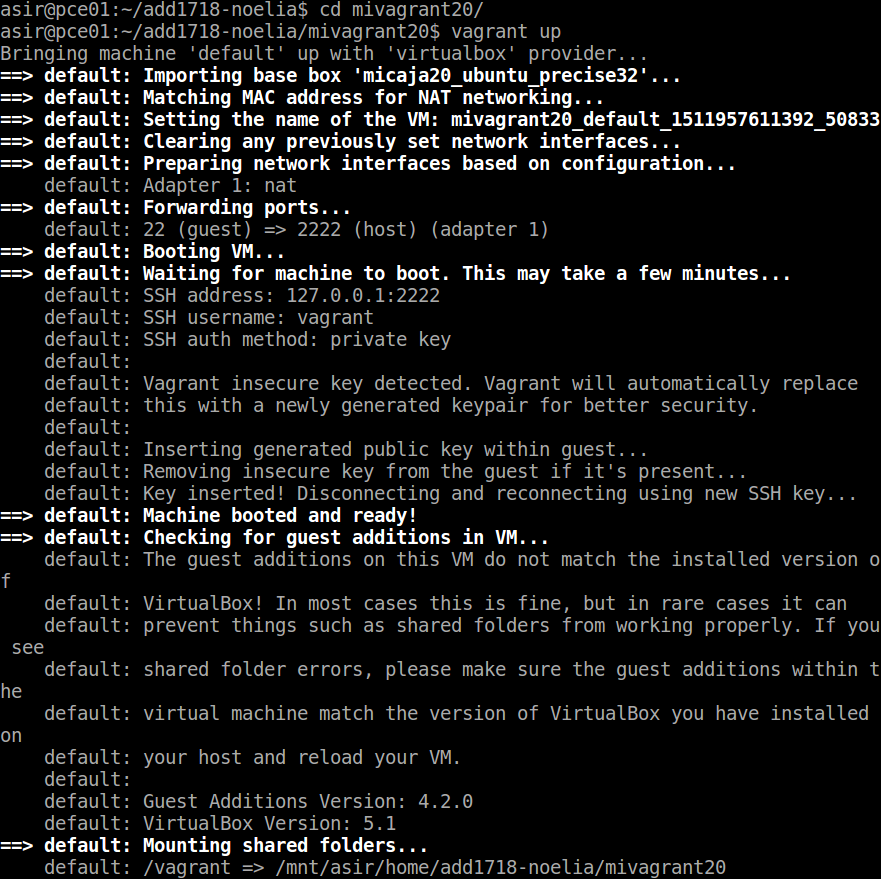 asir@pce01:~/add1718-noelia$ cd mivagrant20/
asir@pce01:~/add1718-noelia/mivagrant20$ vagrant up
Bringing machine 'default' up with 'virtualbox' provider...
==> default: Importing base box 'micaja20_ubuntu_precise32'...
==> default: Matching MAC address for NAT networking...
==> default: Setting the name of the VM: mivagrant20_default_1511957611392_50833
==> default: Clearing any previously set network interfaces...
==> default: Preparing network interfaces based on configuration...
    default: Adapter 1: nat
==> default: Forwarding ports...
    default: 22 (guest) => 2222 (host) (adapter 1)
==> default: Booting VM...
==> default: Waiting for machine to boot. This may take a few minutes...
    default: SSH address: 127.0.0.1:2222
    default: SSH username: vagrant
    default: SSH auth method: private key
    default:
    default: Vagrant insecure key detected. Vagrant will automatically replace
    default: this with a newly generated keypair for better security.
    default:
    default: Inserting generated public key within guest...
    default: Removing insecure key from the guest if it's present...
    default: Key inserted! Disconnecting and reconnecting using new SSH key...
==> default: Machine booted and ready!
==> default: Checking for guest additions in VM...
    default: The guest additions on this VM do not match the installed version o
f
    default: VirtualBox! In most cases this is fine, but in rare cases it can
    default: prevent things such as shared folders from working properly. If you
 see
    default: shared folder errors, please make sure the guest additions within t
he
    default: virtual machine match the version of VirtualBox you have installed
on
    default: your host and reload your VM.
    default:
    default: Guest Additions Version: 4.2.0
    default: VirtualBox Version: 5.1
==> default: Mounting shared folders...
    default: /vagrant => /mnt/asir/home/add1718-noelia/mivagrant20